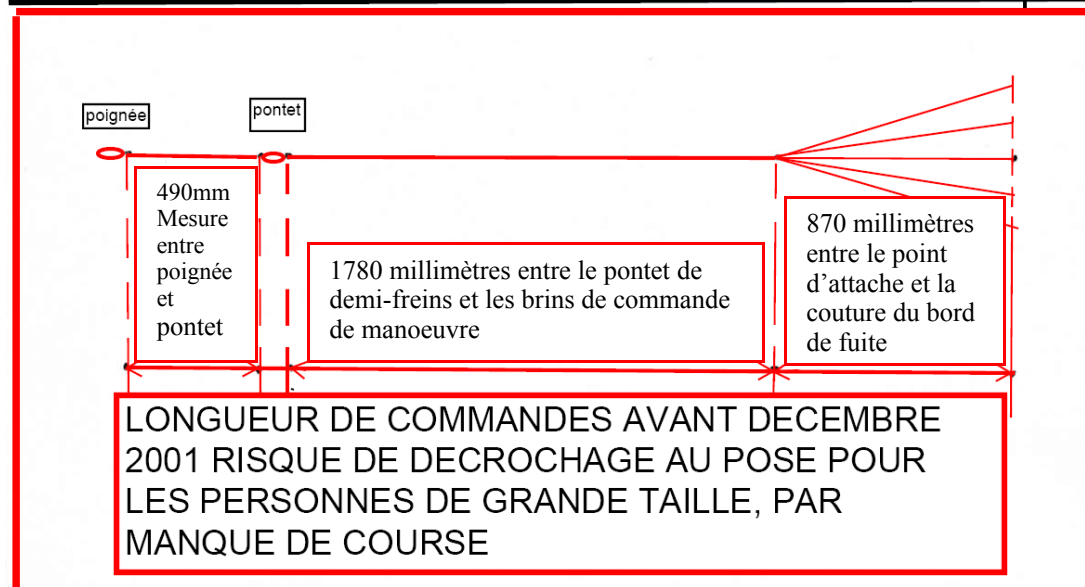 poignée
pontet
490mm
Mesure
entre
poignée
et
pontet
1780 millimètres entre le pontet de
demi-freins et les brins de commande
de manoeuvre
870 millimètres
entre le point
d’attache et la
couture du bord
de fuite
LONGUEUR DE COMMANDES AVANT DECEMBRE
2001 RISQUE DE DECROCHAGE AU POSE POUR
LES PERSONNES DE GRANDE TAILLE, PAR
MANQUE DE COURSE